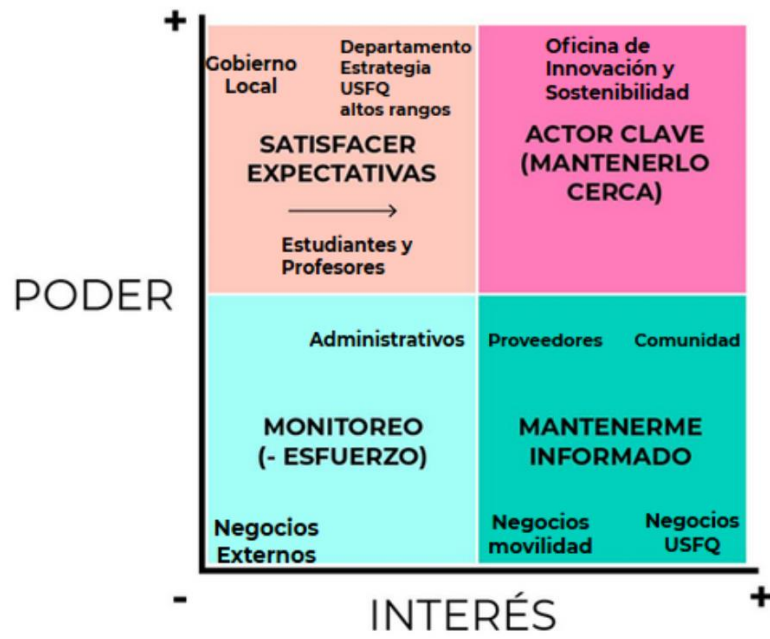 +
Gobierno
Local
Departamento
Estrategia
USFQ
altos rangos
SATISFACER
EXPECTATIVAS
Estudiantes y
Profesores
Oficina de
Innovación y
Sostenibilidad
ACTOR CLAVE
(MANTENERLO
CERCA)
PODER
Administrativos
MONITOREO
(- ESFUERZO)
Negocios
Externos
Proveedores
Comunidad
MANTENERME
INFORMADO
Negocios
movilidad
Negocios
USFQ
-
INTERÉS
+